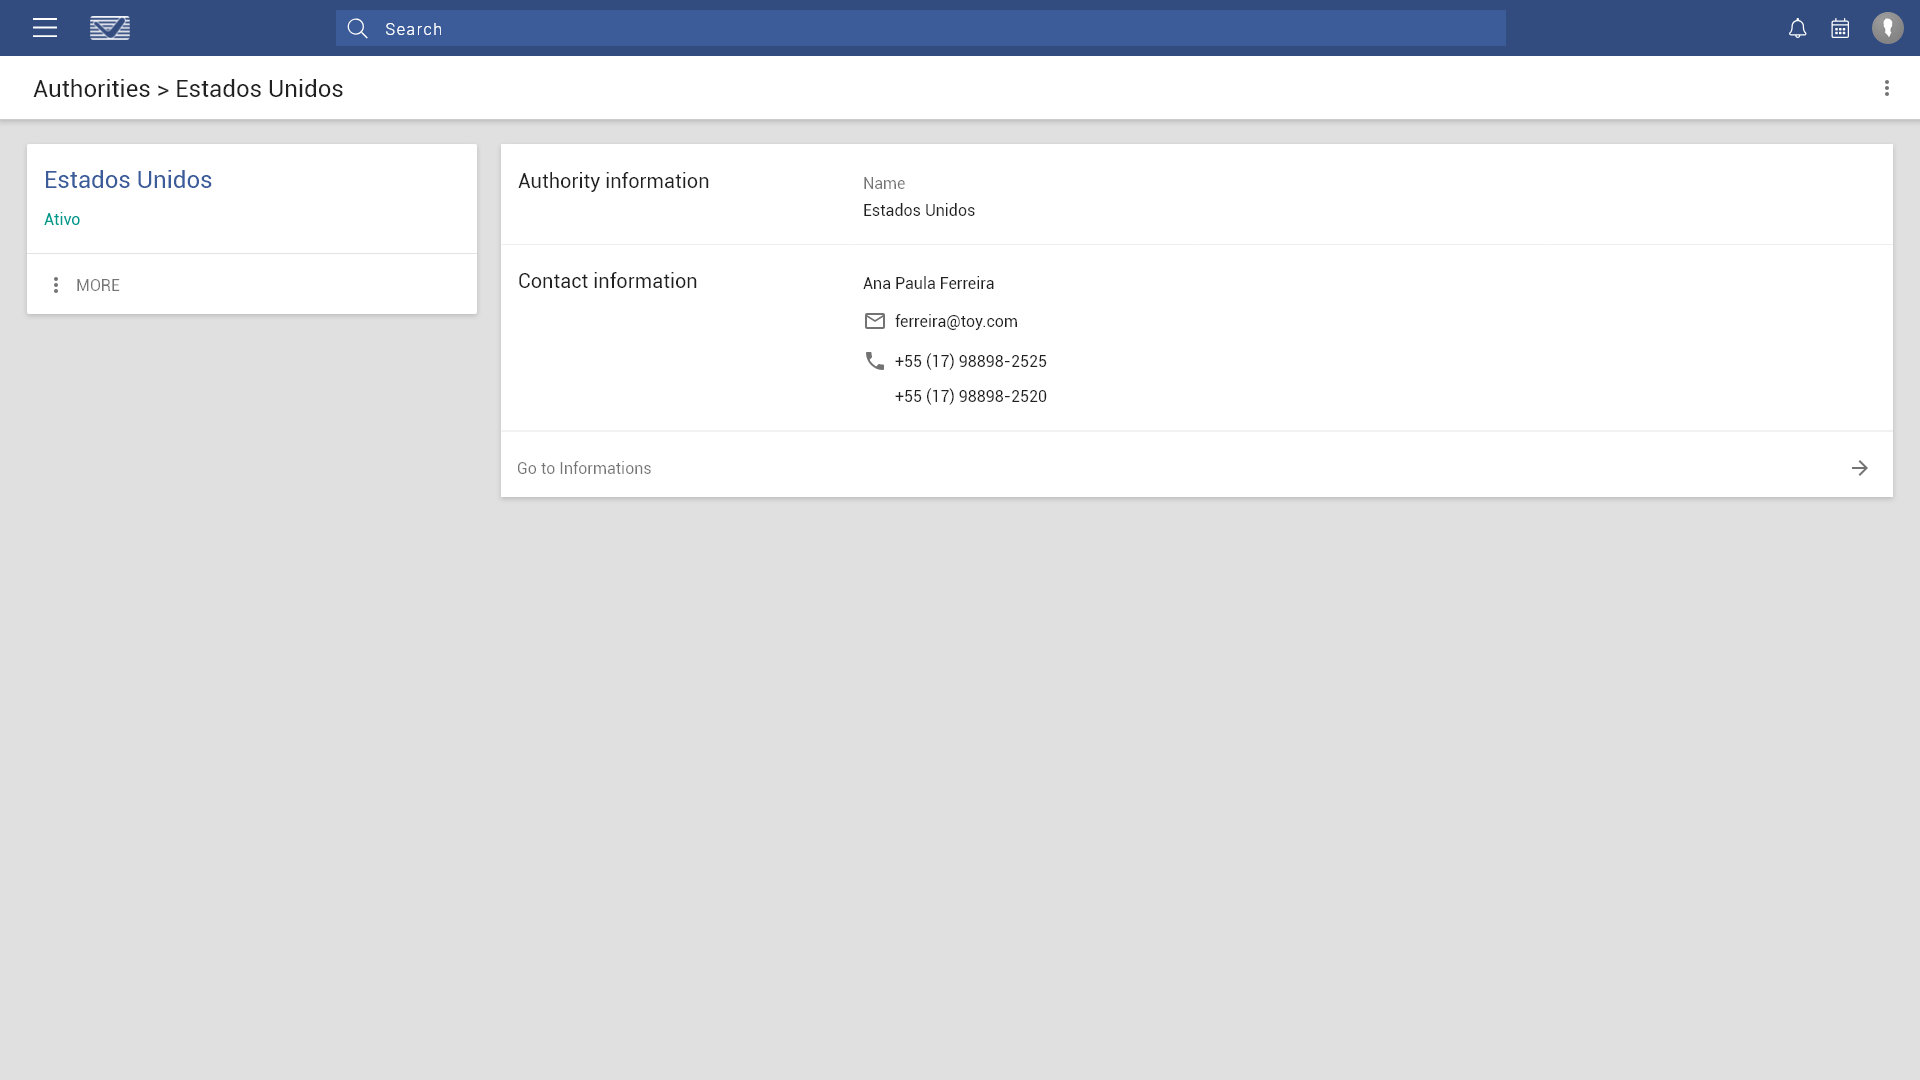 Search
Authorities > Estados Unidos
Estados Unidos
Ativo
MORE
Authority information
Name
Estados Unidos
Contact information
Ana Paula Ferreira
ferreira@toy.com
+55 (17) 98898-2525
+55 (17) 98898-2520
Go to Informations